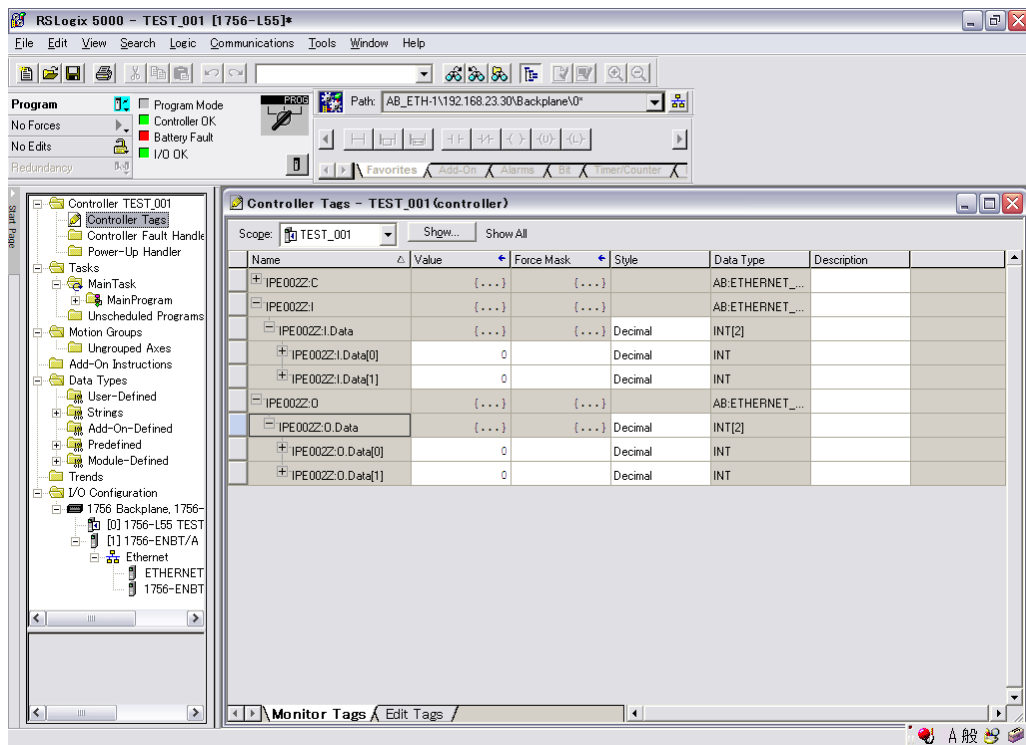 RSLogix 5000 - TEST_001 [1756-L55]*
File Edit View Search Logic Communications Tools Window Help
Program
No Forces
No Edits
Redundancy
Program Mode
Controller OK
Battery Fault
I/O OK
PROG
Path: AB_ETH-1\192.168.23.30\Backplane\0*
Favorites Add-On Alarms Bit Timer/Counter
Start Page
Controller TEST_001
Controller Tags
Controller Fault Handle
Power-Up Handler
Tasks
MainTask
MainProgram
Unscheduled Programs
Motion Groups
Ungrouped Axes
Add-On Instructions
Data Types
User-Defined
Strings
Add-On-Defined
Predefined
Module-Defined
Trends
I/O Configuration
1756 Backplane, 1756-
[0] 1756-L55 TEST
[1] 1756-ENBT/A
Ethernet
ETHERNET
1756-ENBT
Controller Tags - TEST_001(controller)
Scope: TEST_001 Show... Show All
Name Value Force Mask Style Data Type Description
IPE002Z:C {...} {...} AB:ETHERNET_...
IPE002Z:I {...} {...} AB:ETHERNET_...
IPE002Z:I.Data {...} {...} Decimal INT[2]
IPE002Z:I.Data[0] 0 Decimal INT
IPE002Z:I.Data[1] 0 Decimal INT
IPE002Z:O {...} {...} AB:ETHERNET_...
IPE002Z:O.Data {...} {...} Decimal INT[2]
IPE002Z:O.Data[0] 0 Decimal INT
IPE002Z:O.Data[1] 0 Decimal INT
Monitor Tags Edit Tags
A 般